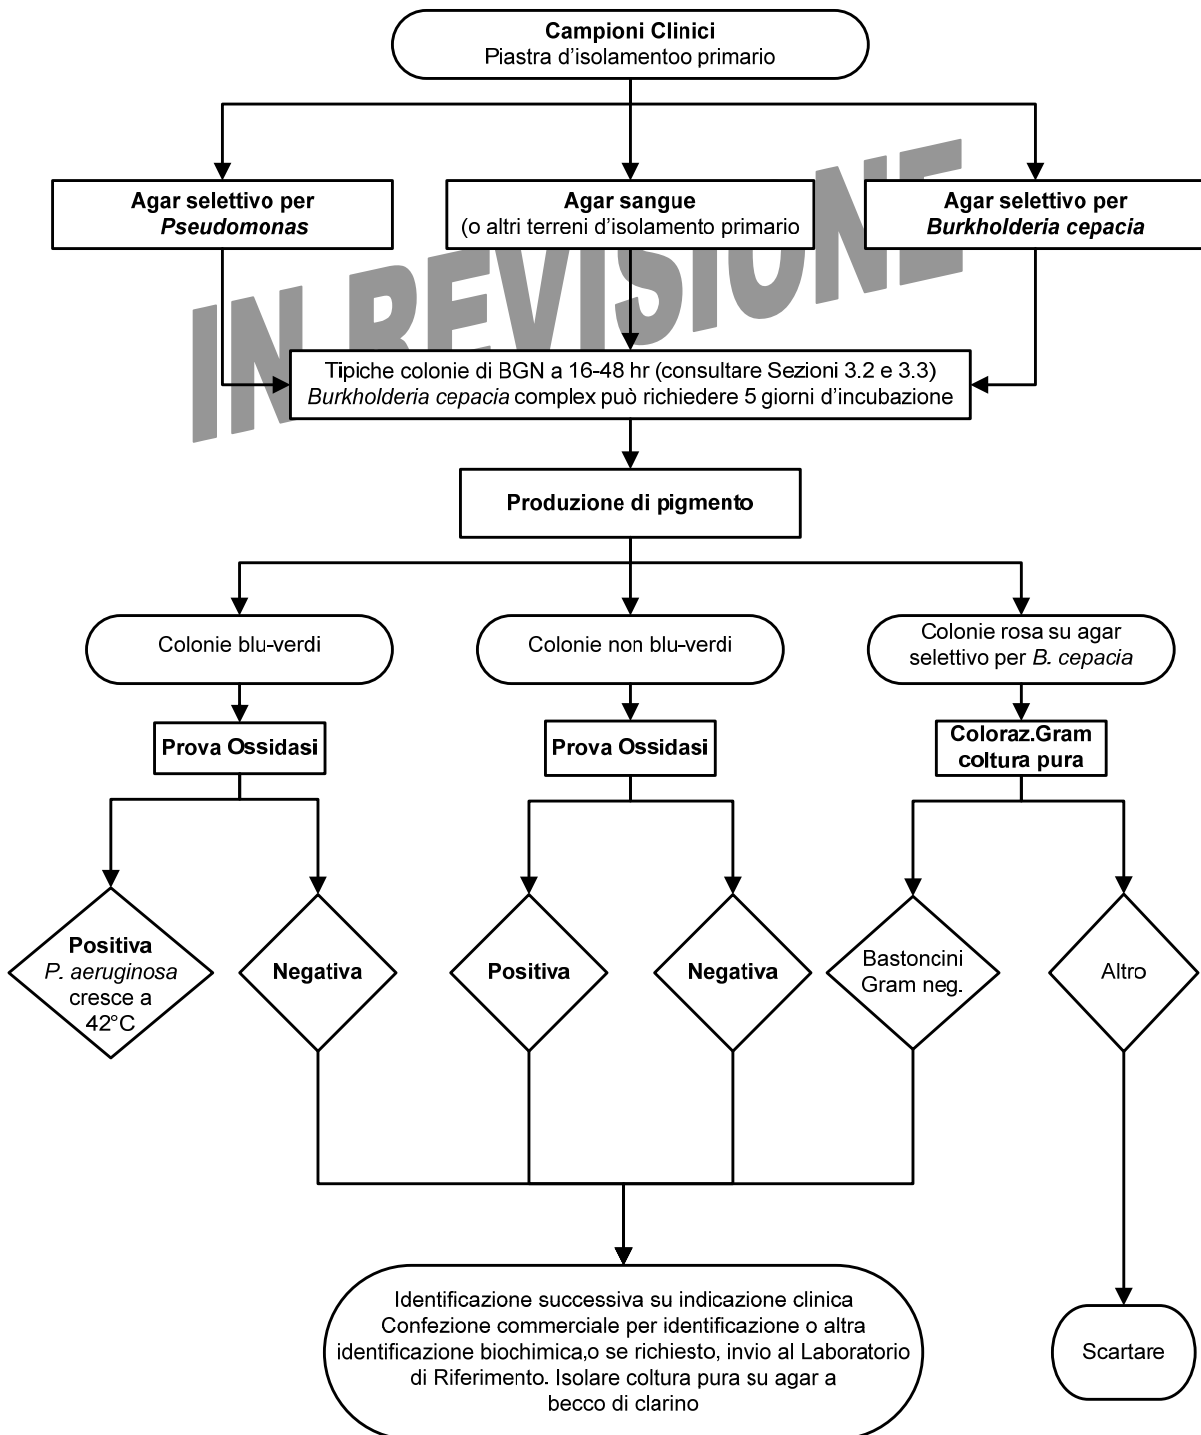 Campioni Clinici
Piastra d'isolamentoo primario
Agar selettivo per
Pseudomonas
Agar sangue
(o altri terreni d'isolamento primario
Agar selettivo per
Burkholderia cepacia
IN REVISIONE
Tipiche colonie di BGN a 16-48 hr (consultare Sezioni 3.2 e 3.3)
Burkholderia cepacia complex può richiedere 5 giorni d'incubazione
Produzione di pigmento
Colonie blu-verdi
Colonie non blu-verdi
Colonie rosa su agar
selettivo per B. cepacia
Prova Ossidasi
Prova Ossidasi
Coloraz.Gram
coltura pura
Positiva
P. aeruginosa
cresce a
42°C
Negativa
Positiva
Negativa
Bastoncini
Gram neg.
Altro
Identificazione successiva su indicazione clinica
Confezione commerciale per identificazione o altra
identificazione biochimica,o se richiesto, invio al Laboratorio
di Riferimento. Isolare coltura pura su agar a
becco di clarino
Scartare